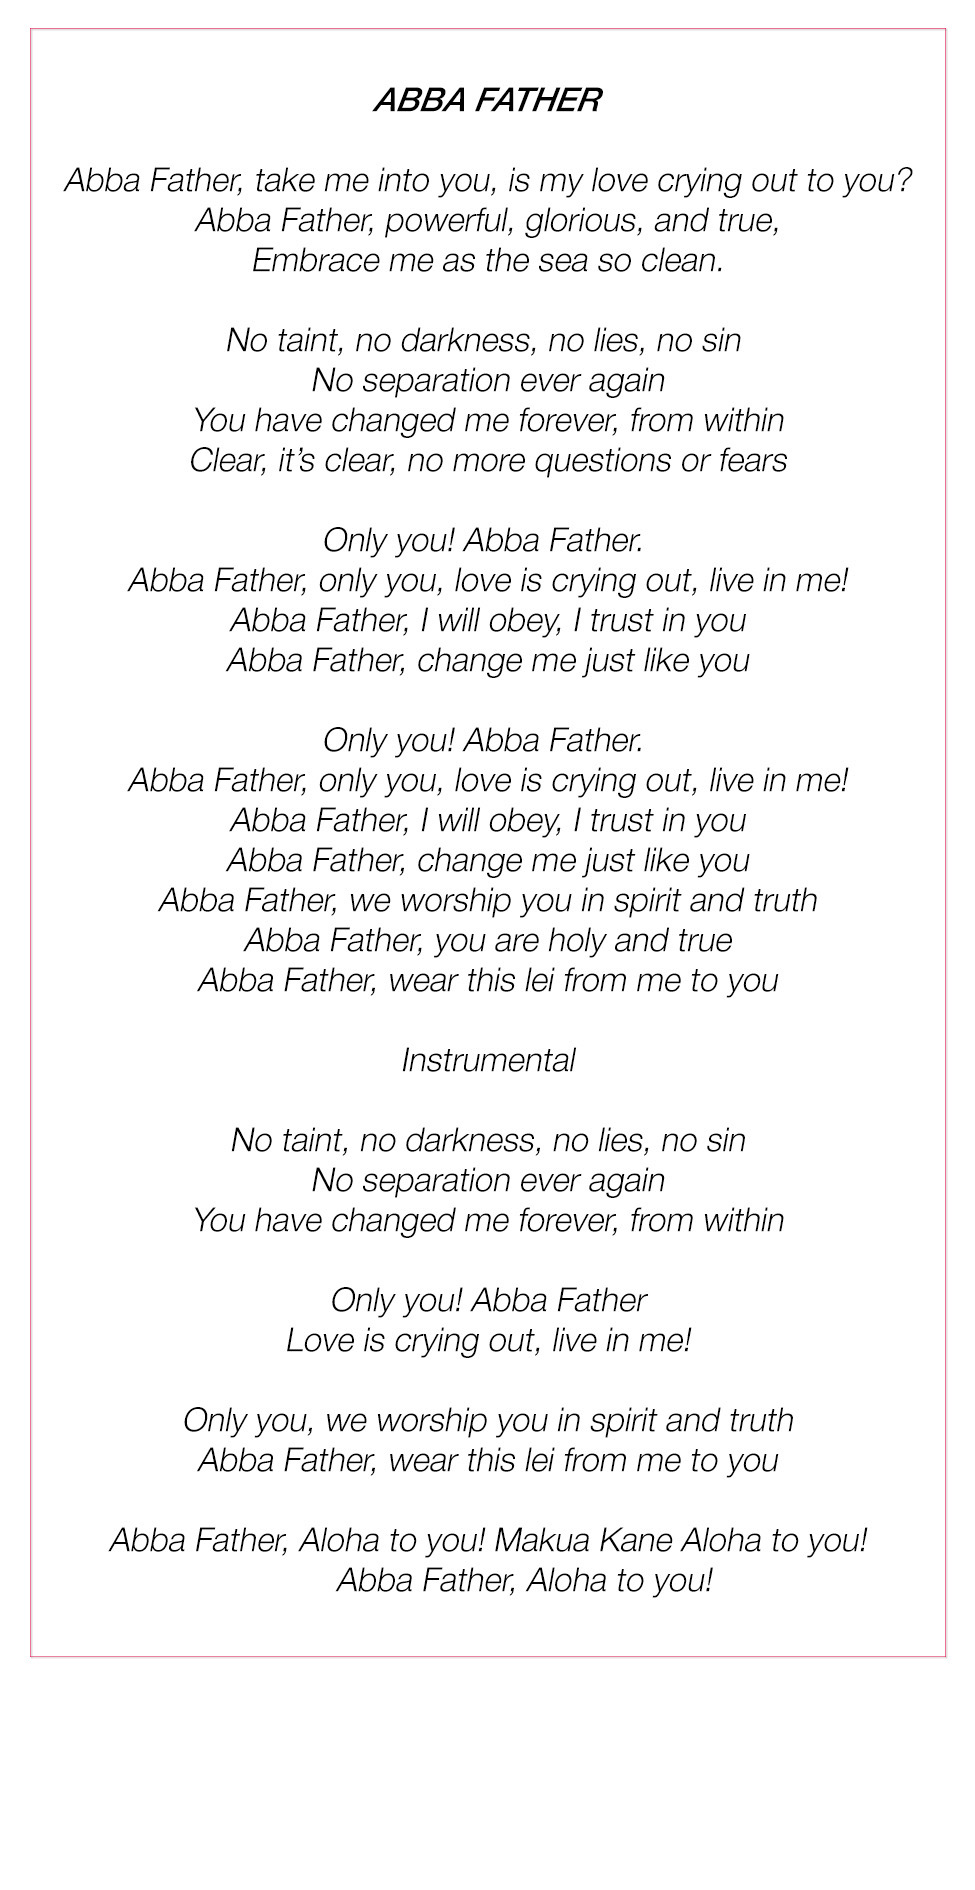 ABBA FATHER
Abba Father, take me into you, is my love crying out to you?
Abba Father, powerful, glorious, and true,
Embrace me as the sea so clean.
No taint, no darkness, no lies, no sin
No separation ever again
You have changed me forever, from within
Clear, it’s clear, no more questions or fears
Only you! Abba Father.
Abba Father, only you, love is crying out, live in me!
Abba Father, I will obey, I trust in you
Abba Father, change me just like you
Only you! Abba Father.
Abba Father, only you, love is crying out, live in me!
Abba Father, I will obey, I trust in you
Abba Father, change me just like you
Abba Father, we worship you in spirit and truth
Abba Father, you are holy and true
Abba Father, wear this lei from me to you
Instrumental
No taint, no darkness, no lies, no sin
No separation ever again
You have changed me forever, from within
Only you! Abba Father
Love is crying out, live in me!
Only you, we worship you in spirit and truth
Abba Father, wear this lei from me to you
Abba Father, Aloha to you! Makua Kane Aloha to you!
Abba Father, Aloha to you!